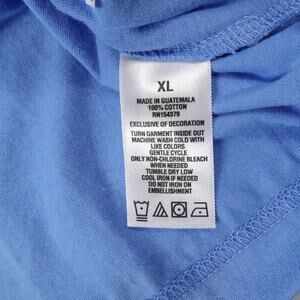 XL
MADE IN GUATEMALA
100% COTTON
RN154379
EXCLUSIVE OF DECORATION
TURN GARMENT INSIDE OUT
MACHINE WASH COLD WITH
LIKE COLORS
GENTLE CYCLE
ONLY NON-CHLORINE BLEACH
WHEN NEEDED
TUMBLE DRY LOW
COOL IRON IF NEEDED
DO NOT IRON ON
EMBELLISHMENT